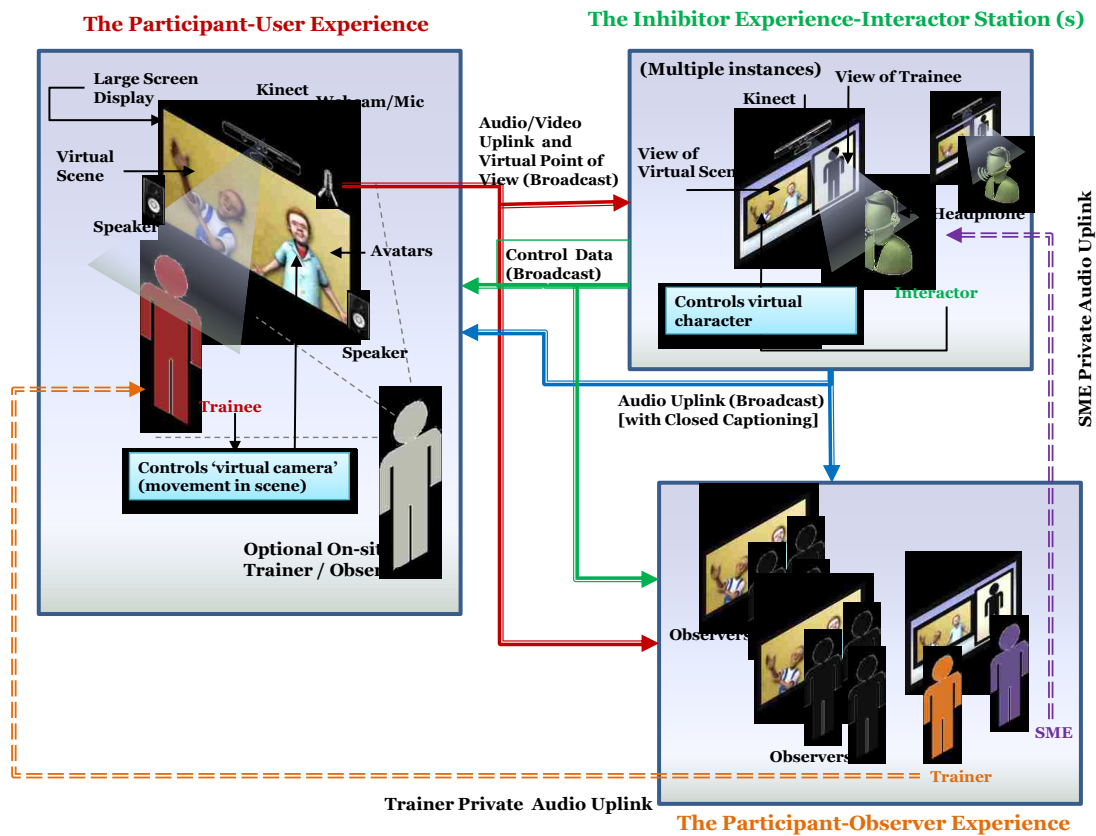 The Participant-User Experience
The Inhibitor Experience-Interactor Station (s)
Large Screen
Display
Kinect
Virtual
Scene
Speaker
Avatars
Speaker
Trainee
Controls ‘virtual camera’
(movement in scene)
Optional On-sit
Trainer / Obser
Audio/Video
Uplink and
Virtual Point of
View (Broadcast)
Control Data
(Broadcast)
(Multiple instances)
View of Trainee
Kinect
View of
Virtual Scen
Headphone
Interactor
Controls virtual
character
Audio Uplink (Broadcast)
[with Closed Captioning]
SME Private Audio Uplink
Observers
Observers
SME
Trainer
Trainer Private Audio Uplink
The Participant-Observer Experience